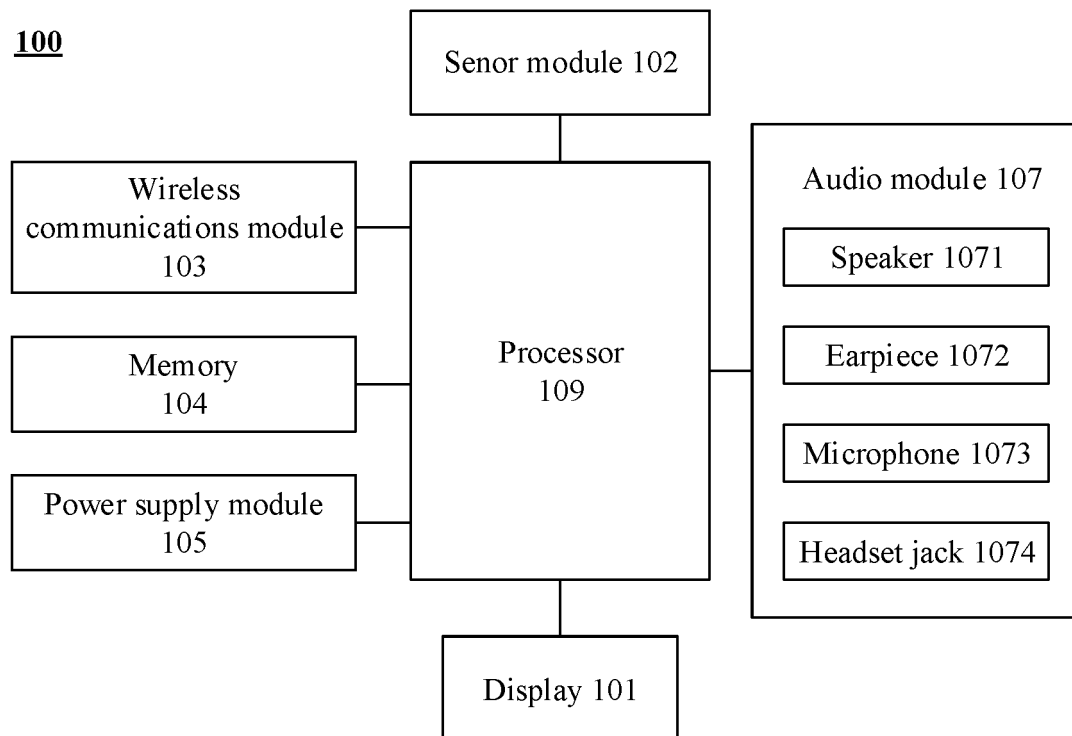 100
Senor module 102
Wireless
communications module
103
Memory
104
Power supply module
105
Processor
109
Audio module 107
Speaker 1071
Earpiece 1072
Microphone 1073
Headset jack 1074
Display 101